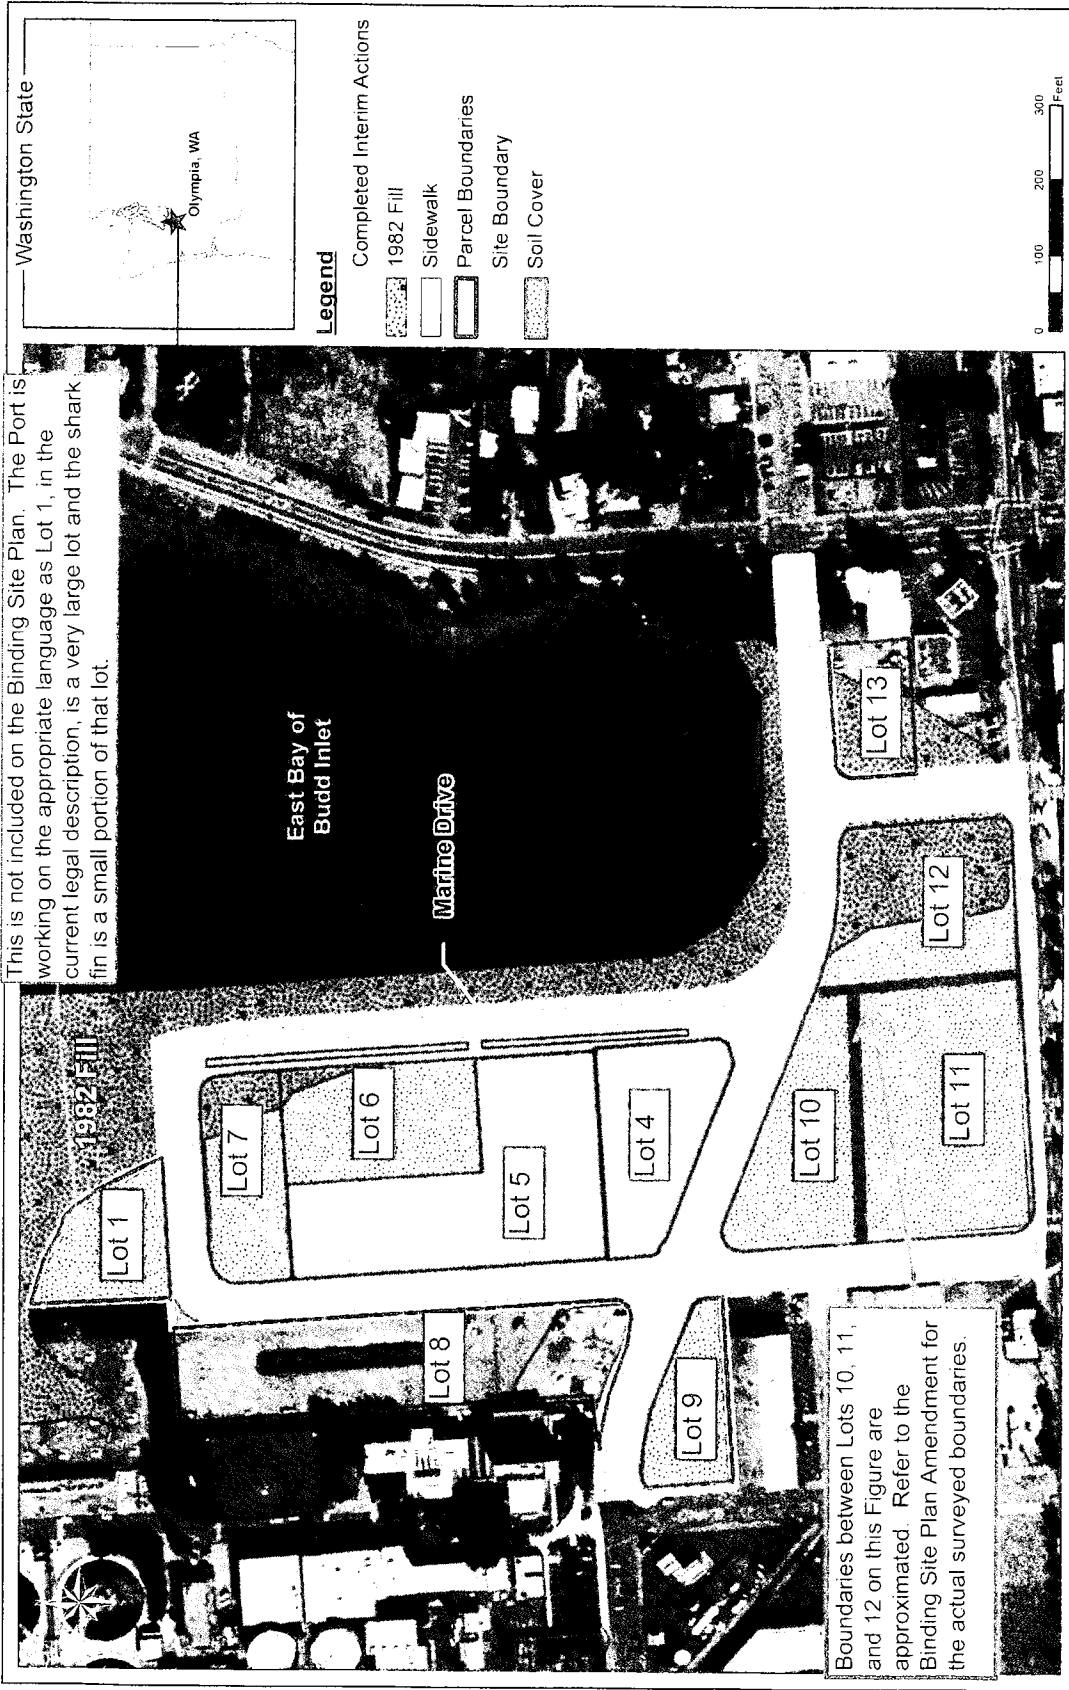 This is not included on the Binding Site Plan. The Port is
working on the appropriate language as Lot 1, in the
current legal description, is a very large lot and the shark
fin is a small portion of that lot.
Washington State
Olympia, WA
Legend
Completed Interim Actions
1982 Fill
Sidewalk
Parcel Boundaries
Site Boundary
Soil Cover
0 100 200 300
Feet
1982 Fill
East Bay of
Budd Inlet
Marine Drive
Lot 1
Lot 7
Lot 6
Lot 5
Lot 4
Lot 8
Lot 9
Lot 10
Lot 11
Lot 12
Lot 13
Boundaries between Lots 10, 11,
and 12 on this Figure are
approximated. Refer to the
Binding Site Plan Amendment for
the actual surveyed boundaries.